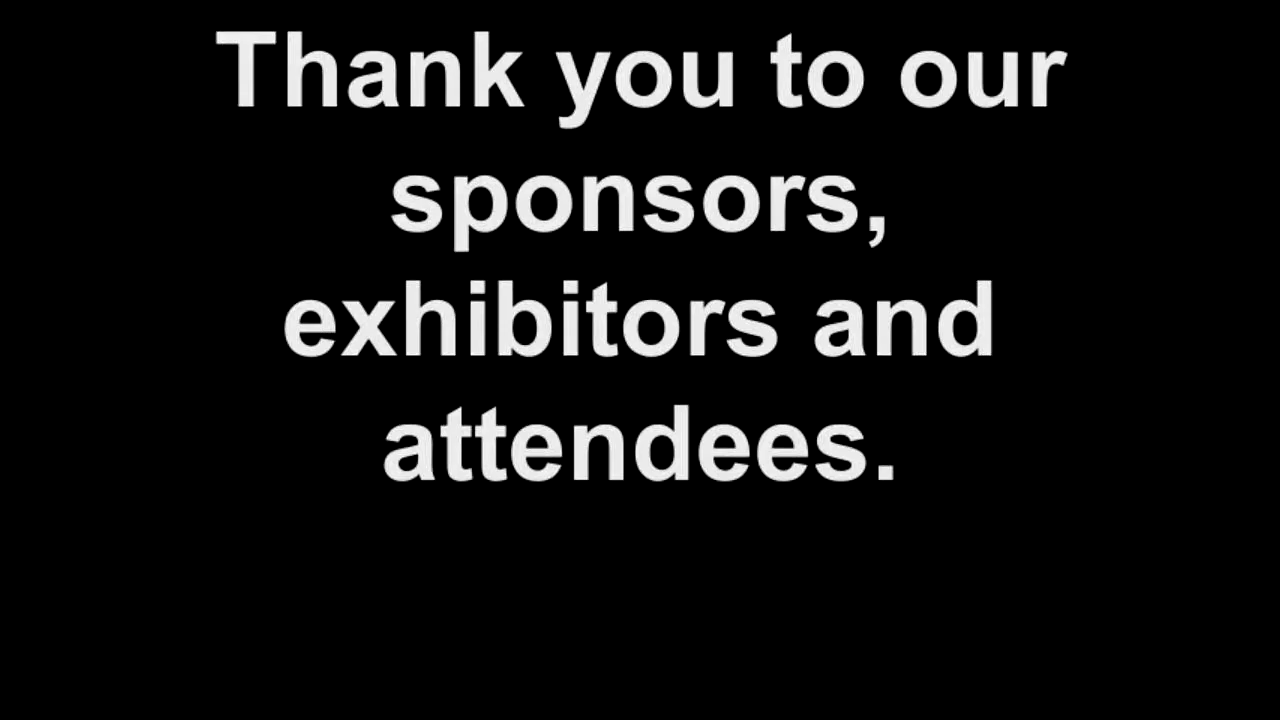 Thank you to our
sponsors,
exhibitors and
attendees.